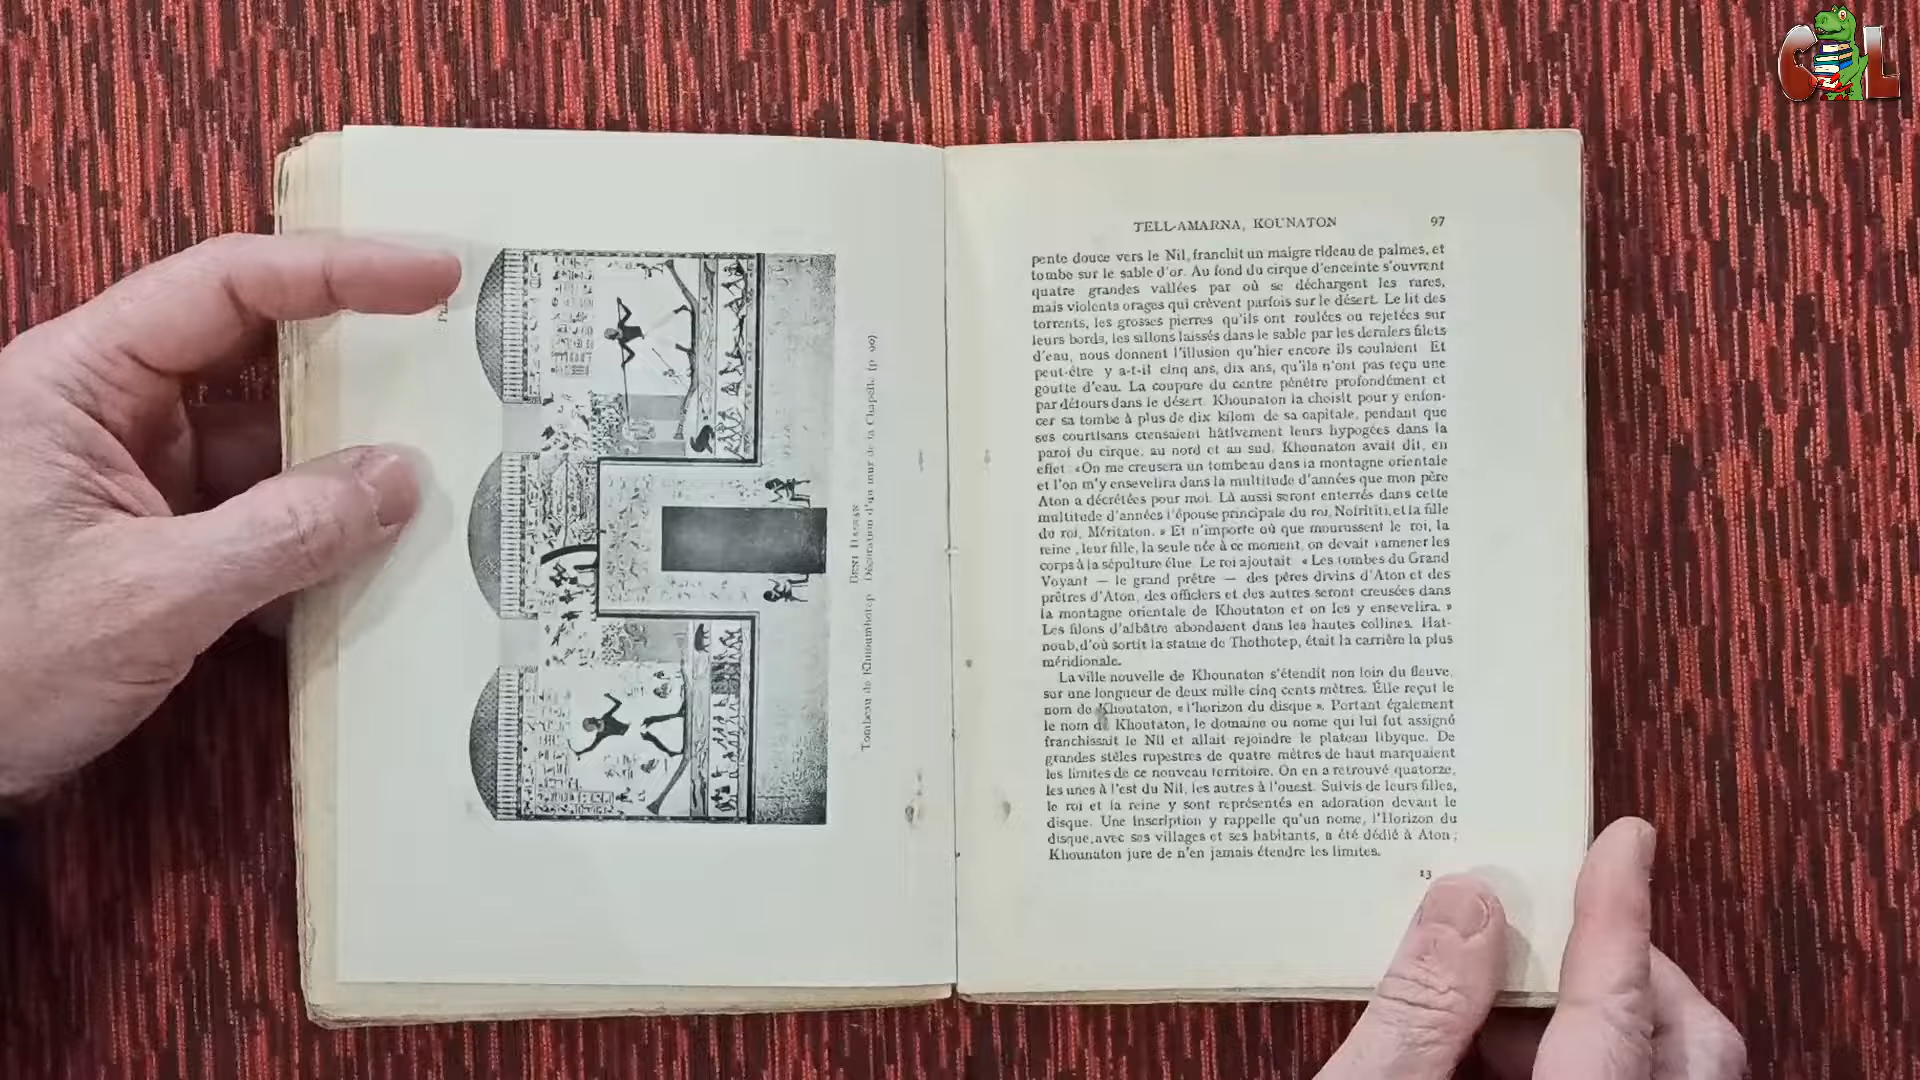 BENI HASSAN
Tombeau de Khnoumhotep Décoration d'un mur de la Chapelle (p 99)
TELL-AMARNA, KOUNATON 97
pente douce vers le Nil, franchit un maigre rideau de palmes, et
tombe sur le sable d'or. Au fond du cirque d'enceinte s'ouvrent
quatre grandes vallées par où se déchargent les rares,
mais violents orages qui crèvent parfois sur le désert. Le lit des
torrents, les grosses pierres qu'ils ont roulées ou rejetées sur
leurs bords, les sillons laissés dans le sable par les derniers filets
d'eau, nous donnent l'illusion qu'hier encore ils coulaient Et
peut-être y a-t-il cinq ans, dix ans, qu'ils n'ont pas reçu une
goutte d'eau. La coupure du centre pénètre profondément et
par détours dans le désert. Khounaton la choisit pour y enfon-
cer sa tombe à plus de dix kilom de sa capitale, pendant que
ses courtisans creusaient hâtivement leurs hypogées dans la
paroi du cirque, au nord et au sud. Khounaton avait dit, en
effet «On me creusera un tombeau dans la montagne orientale
et l'on m'y ensevelira dans la multitude d'années que mon père
Aton a décrétées pour moi. Là aussi seront enterrés dans cette
multitude d'années l'épouse principale du roi, Nofrititi, et la fille
du roi, Méritaton. » Et n'importe où que mourussent le roi, la
reine, leur fille, la seule née à ce moment, on devait ramener les
corps à la sépulture élue. Le roi ajoutait «Les tombes du Grand
Voyant — le grand prêtre — des pères divins d'Aton et des
prêtres d'Aton, des officiers et des autres seront creusées dans
la montagne orientale de Khoutaton et on les y ensevelira. »
Les filons d'albâtre abondaient dans les hautes collines. Hat-
noub, d'où sortit la statue de Thothotep, était la carrière la plus
méridionale.
La ville nouvelle de Khounaton s'étendit non loin du fleuve,
sur une longueur de deux mille cinq cents mètres. Elle reçut le
nom de Khoutaton, «l'horizon du disque ». Portant également
le nom de Khoutaton, le domaine ou nome qui lui fut assigné
franchissait le Nil et allait rejoindre le plateau libyque. De
grandes stèles rupestres de quatre mètres de haut marquaient
les limites de ce nouveau territoire. On en a retrouvé quatorze,
les unes à l'est du Nil, les autres à l'ouest. Suivis de leurs filles,
le roi et la reine y sont représentés en adoration devant le
disque. Une inscription y rappelle qu'un nome, l'Horizon du
disque, avec ses villages et ses habitants, a été dédié à Aton ;
Khounaton jure de n'en jamais étendre les limites.
13